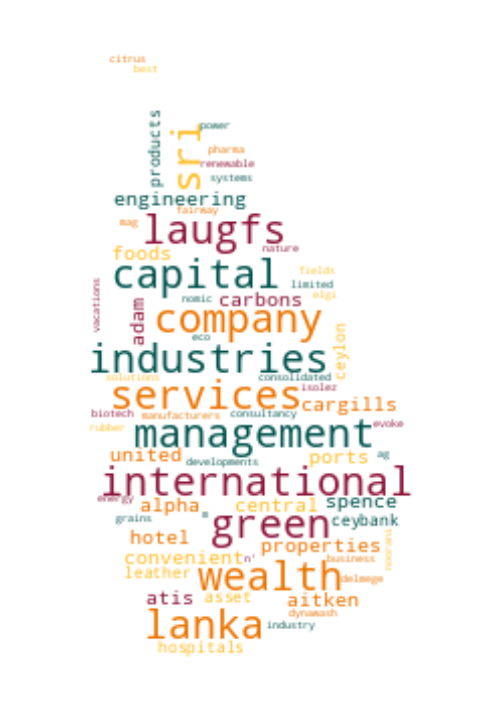 citrus
best
products
sri
power
pharma
renewable
systems
engineering
fairway
mag
laugfs
nature
foods
capital
fields
limited
vacations
adam
nomic
carbons
elgi
company
eco
ceylon
industries
solutions
consolidated
services
isolez
cargills
biotech
manufacturers
consultancy
rubber
management
evoke
united
developments
ports
ag
international
energy
alpha
central
spence
grains
green
ceybank
hotel
properties
noorani
convenient
n'
business
leather
wealth
delmege
atis
asset
aitken
dynawash
lanka
industry
hospitals